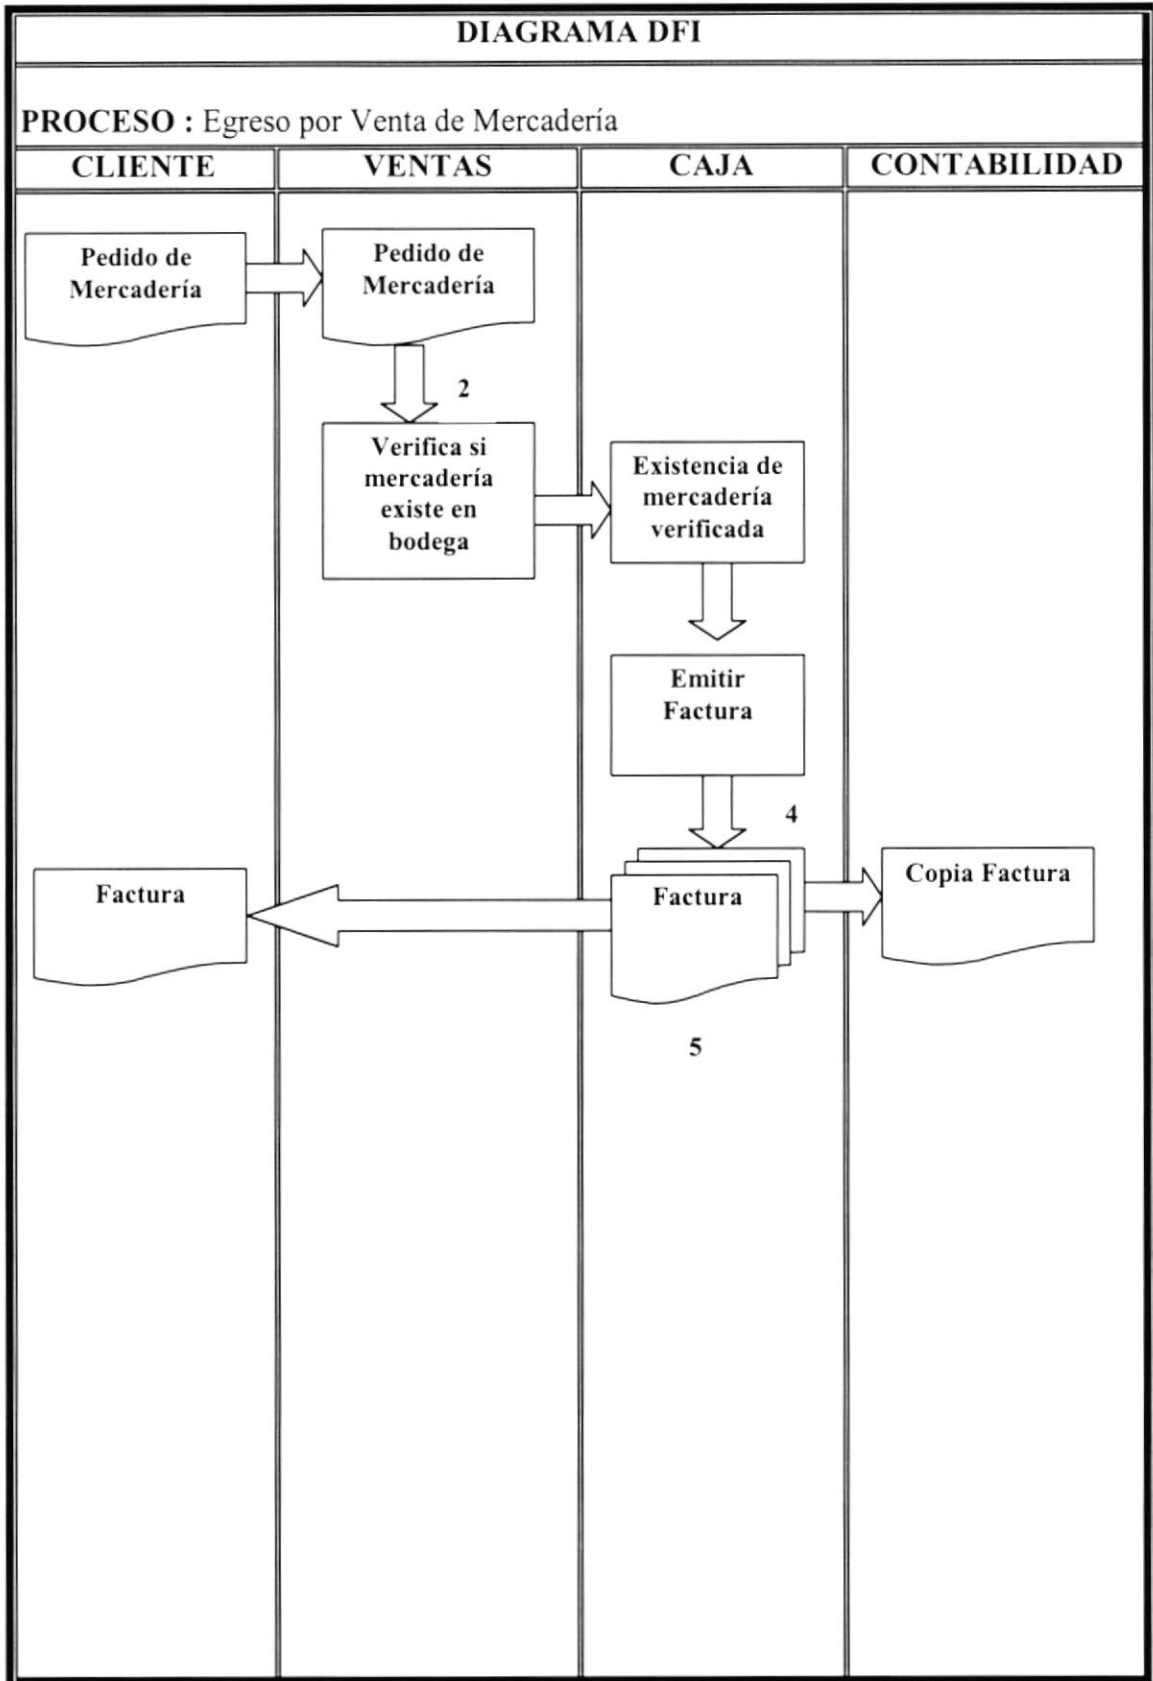 DIAGRAMA DFI
PROCESO : Egreso por Venta de Mercadería
CLIENTE
VENTAS
CAJA
CONTABILIDAD
Pedido de
Mercadería
Pedido de
Mercadería
2
Verifica si
mercadería
existe en
bodega
Existencia de
mercadería
verificada
Emitir
Factura
4
Factura
Factura
Copia Factura
5